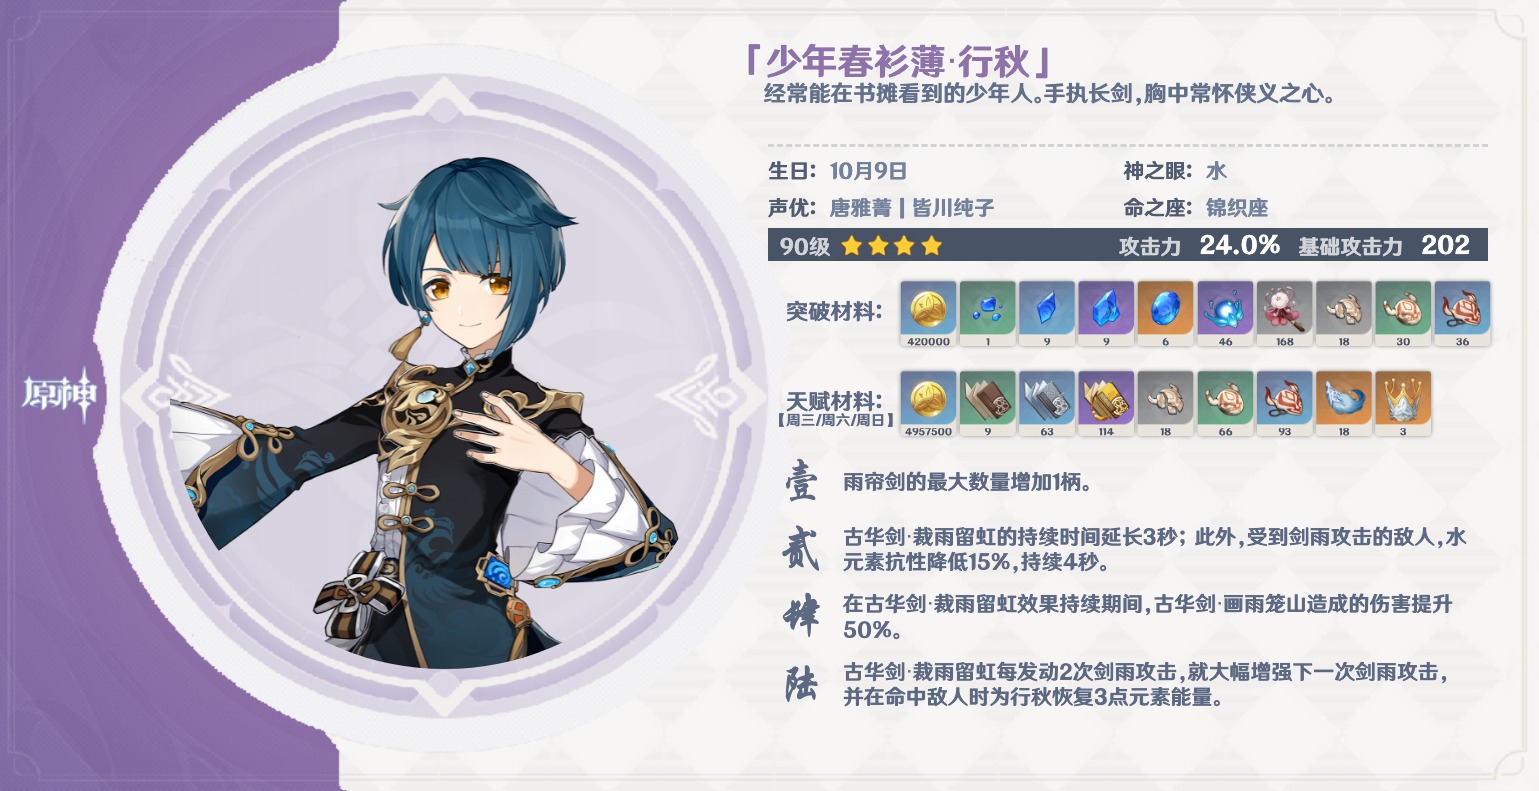 「少年春衫薄·行秋」
经常能在书摊看到的少年人。手执长剑,胸中常怀侠义之心。
生日: 10月9日 神之眼: 水
声优: 唐雅菁 | 皆川纯子 命之座: 锦织座
90级 攻击力 24.0% 基础攻击力 202
突破材料:
420000 1 9 9 6 46 168 18 30 36
天赋材料:
【周三/周六/周日】
4957500 9 63 114 18 66 93 18 3
原神
壹 雨帘剑的最大数量增加1柄。
贰 古华剑·裁雨留虹的持续时间延长3秒; 此外,受到剑雨攻击的敌人,水
元素抗性降低15%,持续4秒。
肆 在古华剑·裁雨留虹效果持续期间,古华剑·画雨笼山造成的伤害提升
50%。
陆 古华剑·裁雨留虹每发动2次剑雨攻击,就大幅增强下一次剑雨攻击,
并在命中敌人时为行秋恢复3点元素能量。